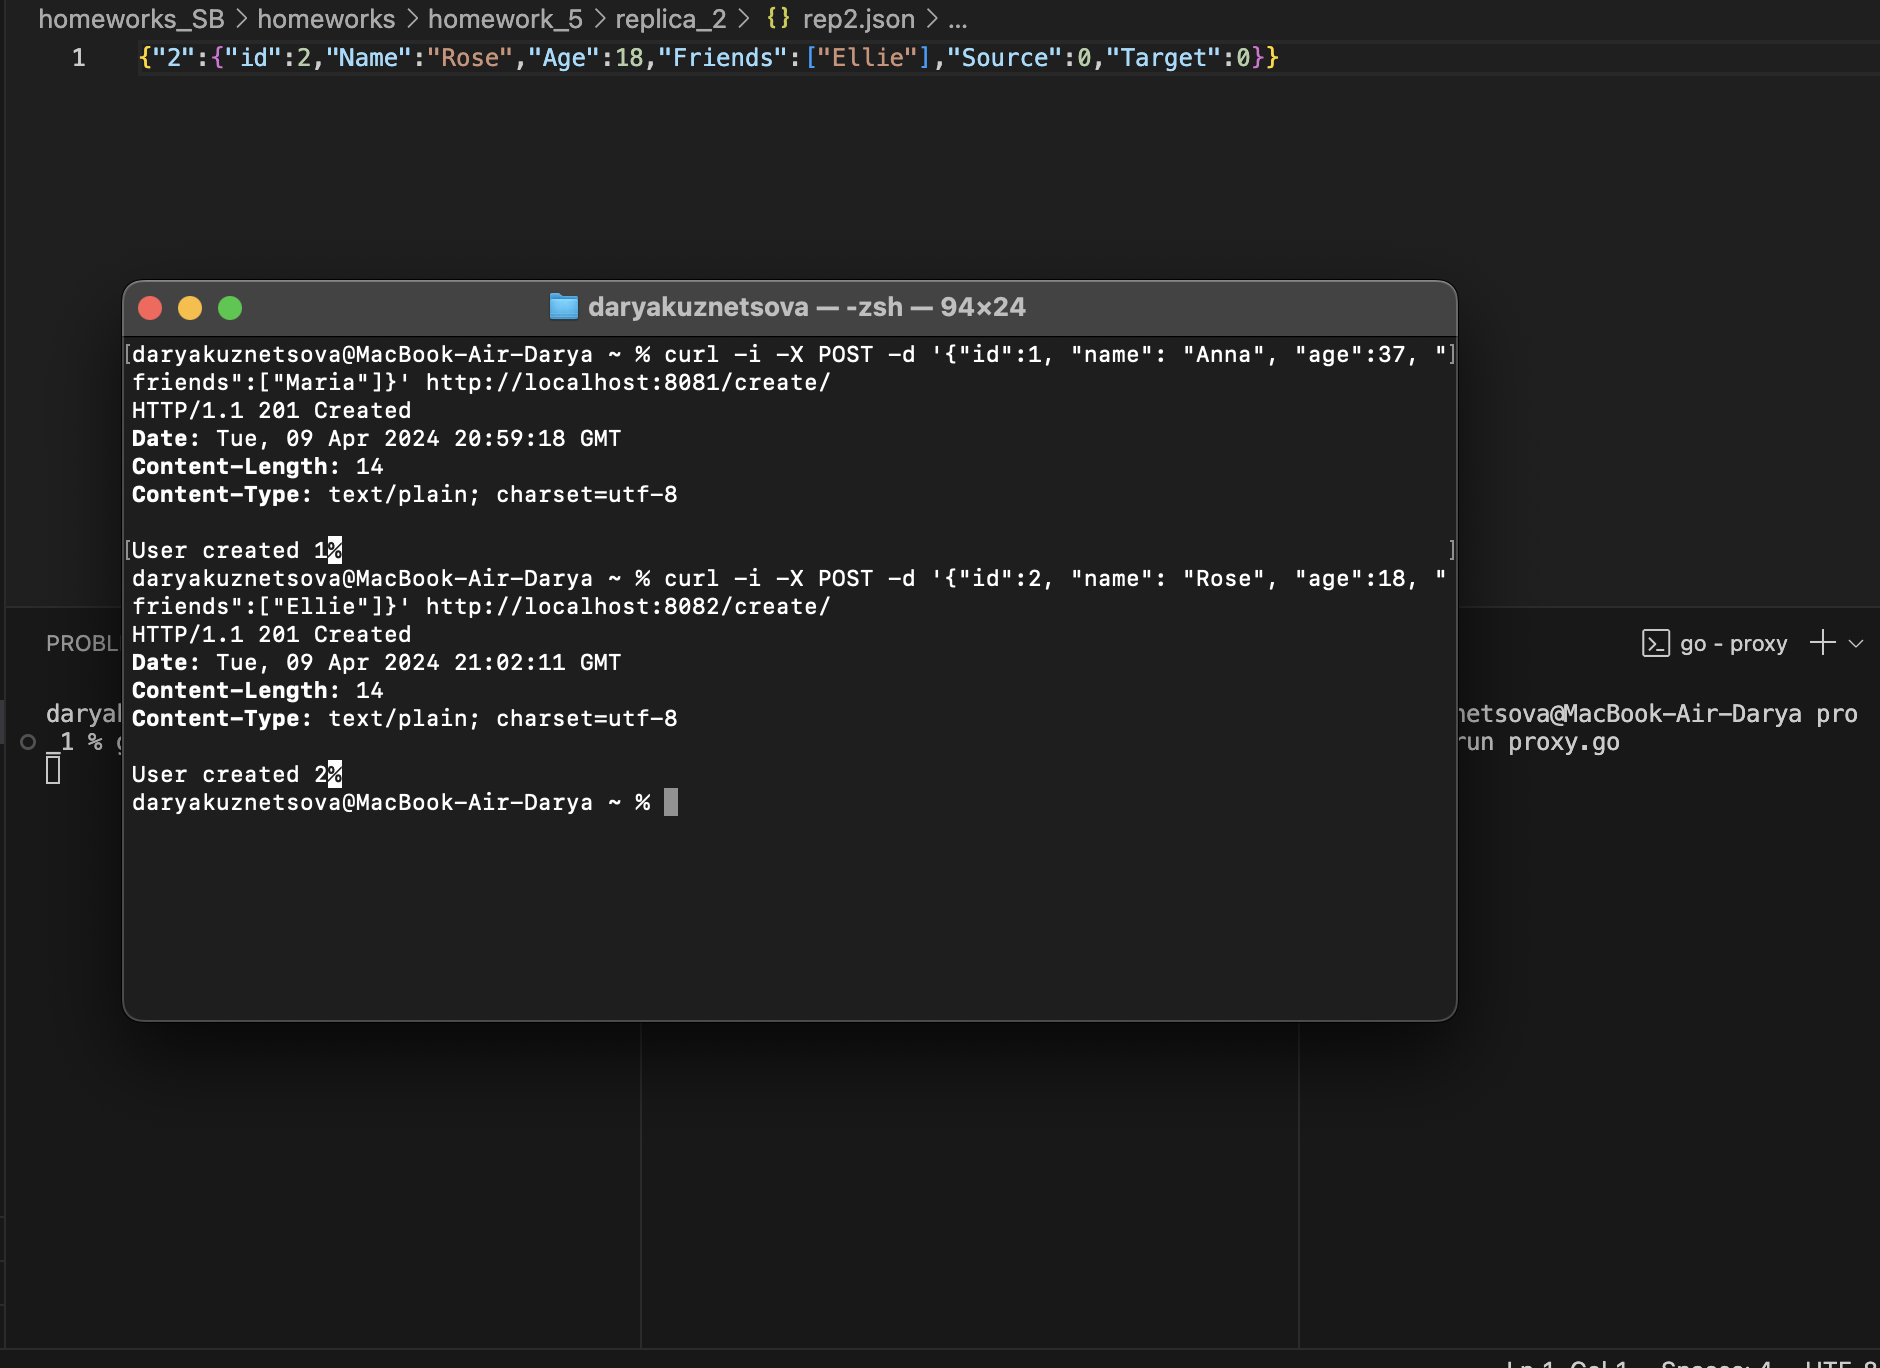 homeworks_SB > homeworks > homework_5 > replica_2 > {} rep2.json > ...
1 {"2":{"id":2,"Name":"Rose","Age":18,"Friends":["Ellie"],"Source":0,"Target":0}}
daryakuznetsova — -zsh — 94×24
[daryakuznetsova@MacBook-Air-Darya ~ % curl -i -X POST -d '{"id":1, "name": "Anna", "age":37, "]
friends":["Maria"]}' http://localhost:8081/create/
HTTP/1.1 201 Created
Date: Tue, 09 Apr 2024 20:59:18 GMT
Content-Length: 14
Content-Type: text/plain; charset=utf-8
[User created 1% ]
daryakuznetsova@MacBook-Air-Darya ~ % curl -i -X POST -d '{"id":2, "name": "Rose", "age":18, "
friends":["Ellie"]}' http://localhost:8082/create/
HTTP/1.1 201 Created
Date: Tue, 09 Apr 2024 21:02:11 GMT
Content-Length: 14
Content-Type: text/plain; charset=utf-8
User created 2%
daryakuznetsova@MacBook-Air-Darya ~ %
PROBL
go - proxy
daryak
_1 % g
netsova@MacBook-Air-Darya pro
run proxy.go
Ln 1, Col 1 Spaces: 4 UTF-8